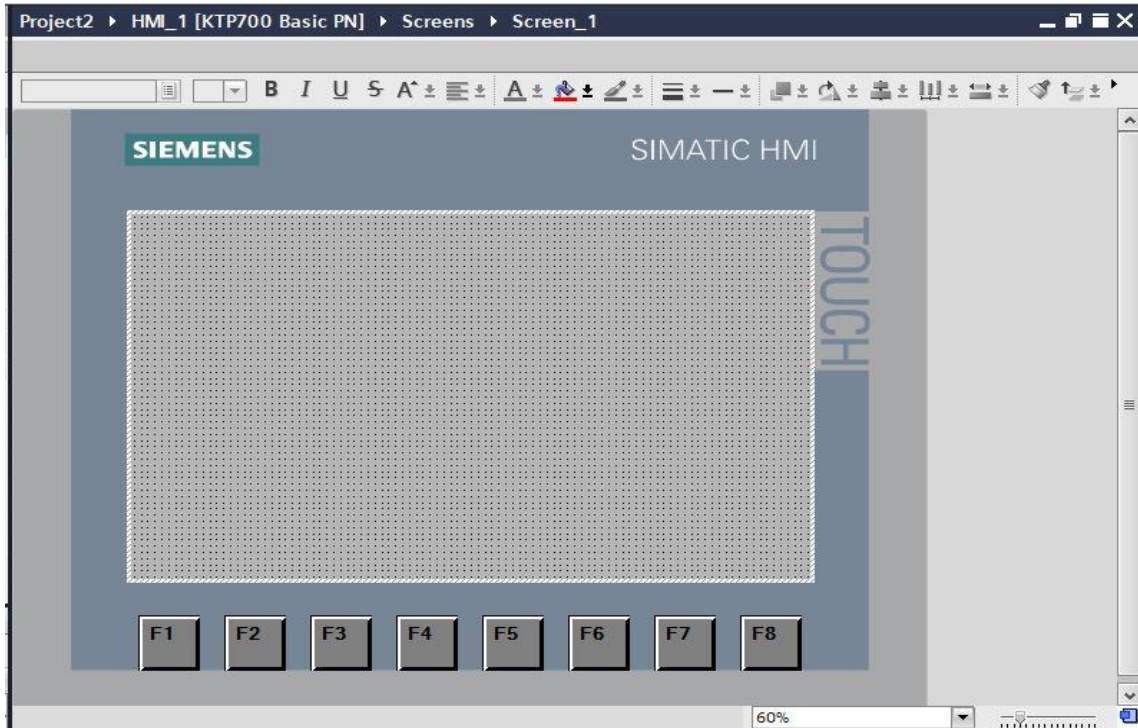 Project2 ▸ HMI_1 [KTP700 Basic PN] ▸ Screens ▸ Screen_1
B I U S A A
SIEMENS SIMATIC HMI
TOUCH
F1 F2 F3 F4 F5 F6 F7 F8
60%